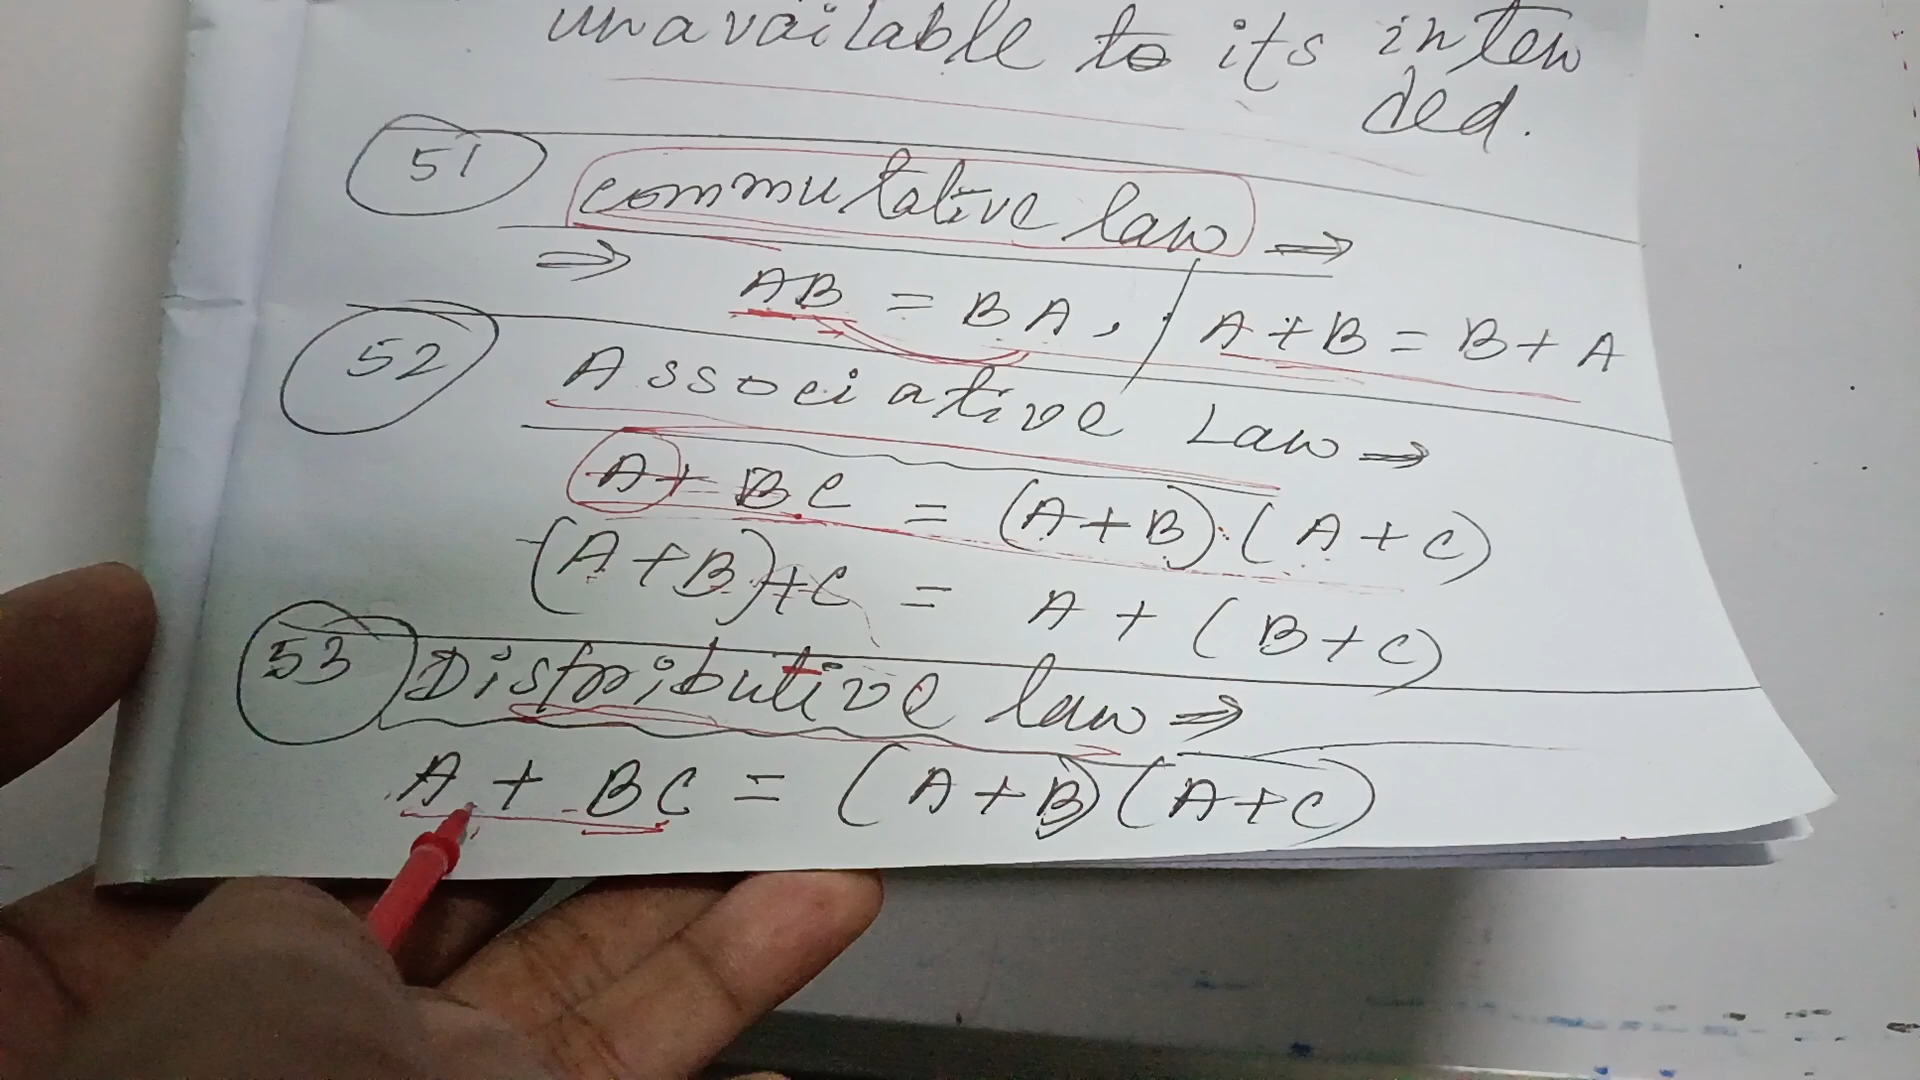 unavailable to its inten
ded.
51 commutative law ⇒
⇒ AB = BA, / A + B = B + A
52 Associative Law ⇒
A + BC = (A + B).(A + C)
(A + B) + C = A + (B + C)
53 Distributive law ⇒
A + BC = (A + B) (A + C)